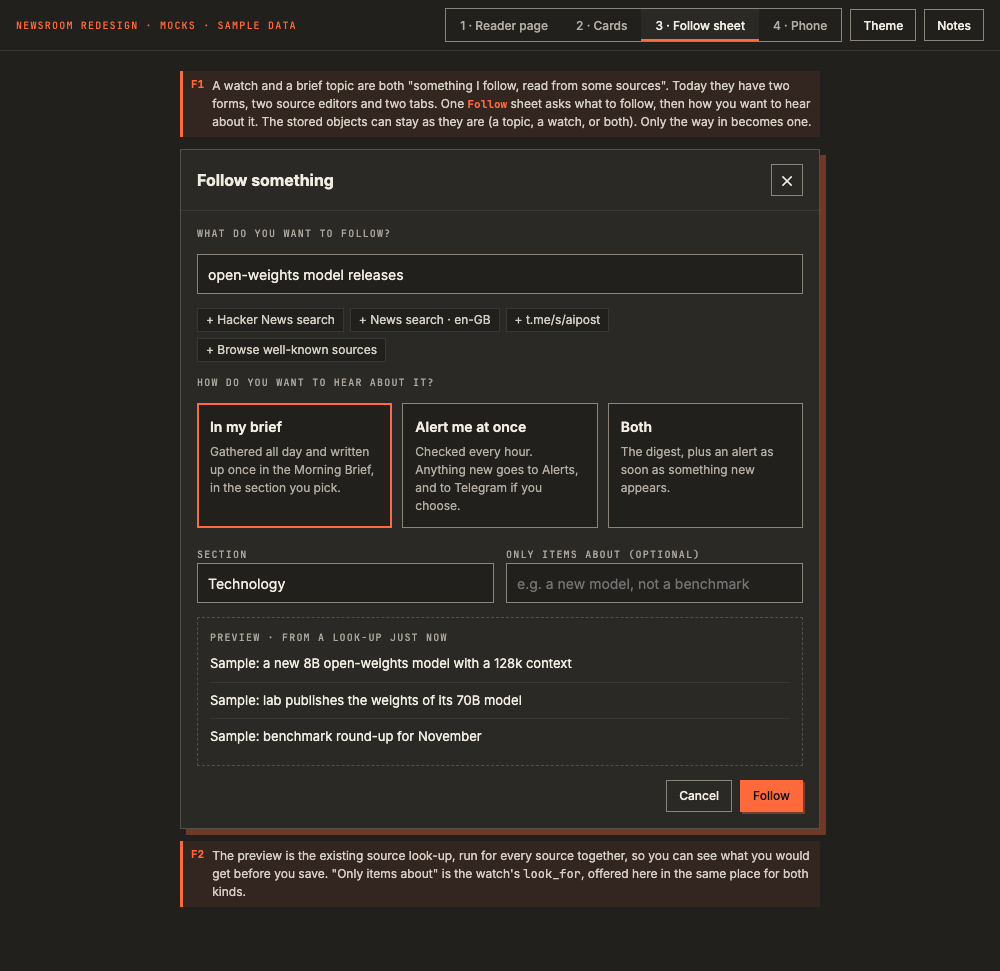 NEWSROOM REDESIGN · MOCKS · SAMPLE DATA
1 · Reader page
2 · Cards
3 · Follow sheet
4 · Phone
Theme
Notes
F1
A watch and a brief topic are both "something I follow, read from some sources". Today they have two
forms, two source editors and two tabs. One Follow sheet asks what to follow, then how you want to hear
about it. The stored objects can stay as they are (a topic, a watch, or both). Only the way in becomes one.
Follow something
×
WHAT DO YOU WANT TO FOLLOW?
open-weights model releases
+ Hacker News search
+ News search · en-GB
+ t.me/s/aipost
+ Browse well-known sources
HOW DO YOU WANT TO HEAR ABOUT IT?
In my brief
Gathered all day and written
up once in the Morning Brief,
in the section you pick.
Alert me at once
Checked every hour.
Anything new goes to Alerts,
and to Telegram if you
choose.
Both
The digest, plus an alert as
soon as something new
appears.
SECTION
Technology
ONLY ITEMS ABOUT (OPTIONAL)
e.g. a new model, not a benchmark
PREVIEW · FROM A LOOK-UP JUST NOW
Sample: a new 8B open-weights model with a 128k context
Sample: lab publishes the weights of its 70B model
Sample: benchmark round-up for November
Cancel
Follow
F2
The preview is the existing source look-up, run for every source together, so you can see what you would
get before you save. "Only items about" is the watch's look_for, offered here in the same place for both
kinds.